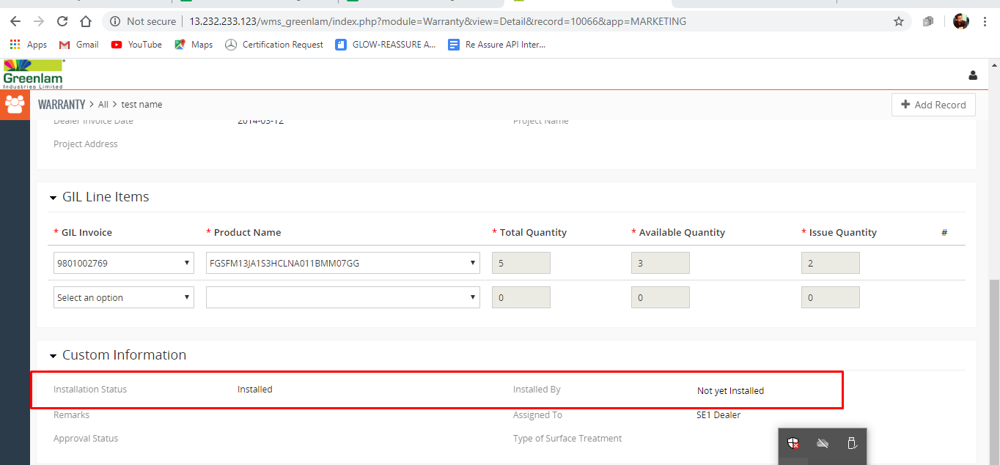 Not secure 13.232.233.123/wms_greenlam/index.php?module=Warranty&view=Detail&record=10066&app=MARKETING
Apps Gmail YouTube Maps Certification Request GLOW-REASSURE A... Re Assure API Inter...
Greenlam
Industries Limited
WARRANTY > All > test name + Add Record
Dealer Invoice Date 2014-03-12 Project Name
Project Address
GIL Line Items
* GIL Invoice * Product Name * Total Quantity * Available Quantity * Issue Quantity #
9801002769 FGSFM13JA1S3HCLNA011BMM07GG 5 3 2
Select an option 0 0 0
Custom Information
Installation Status Installed Installed By Not yet Installed
Remarks Assigned To SE1 Dealer
Approval Status Type of Surface Treatment